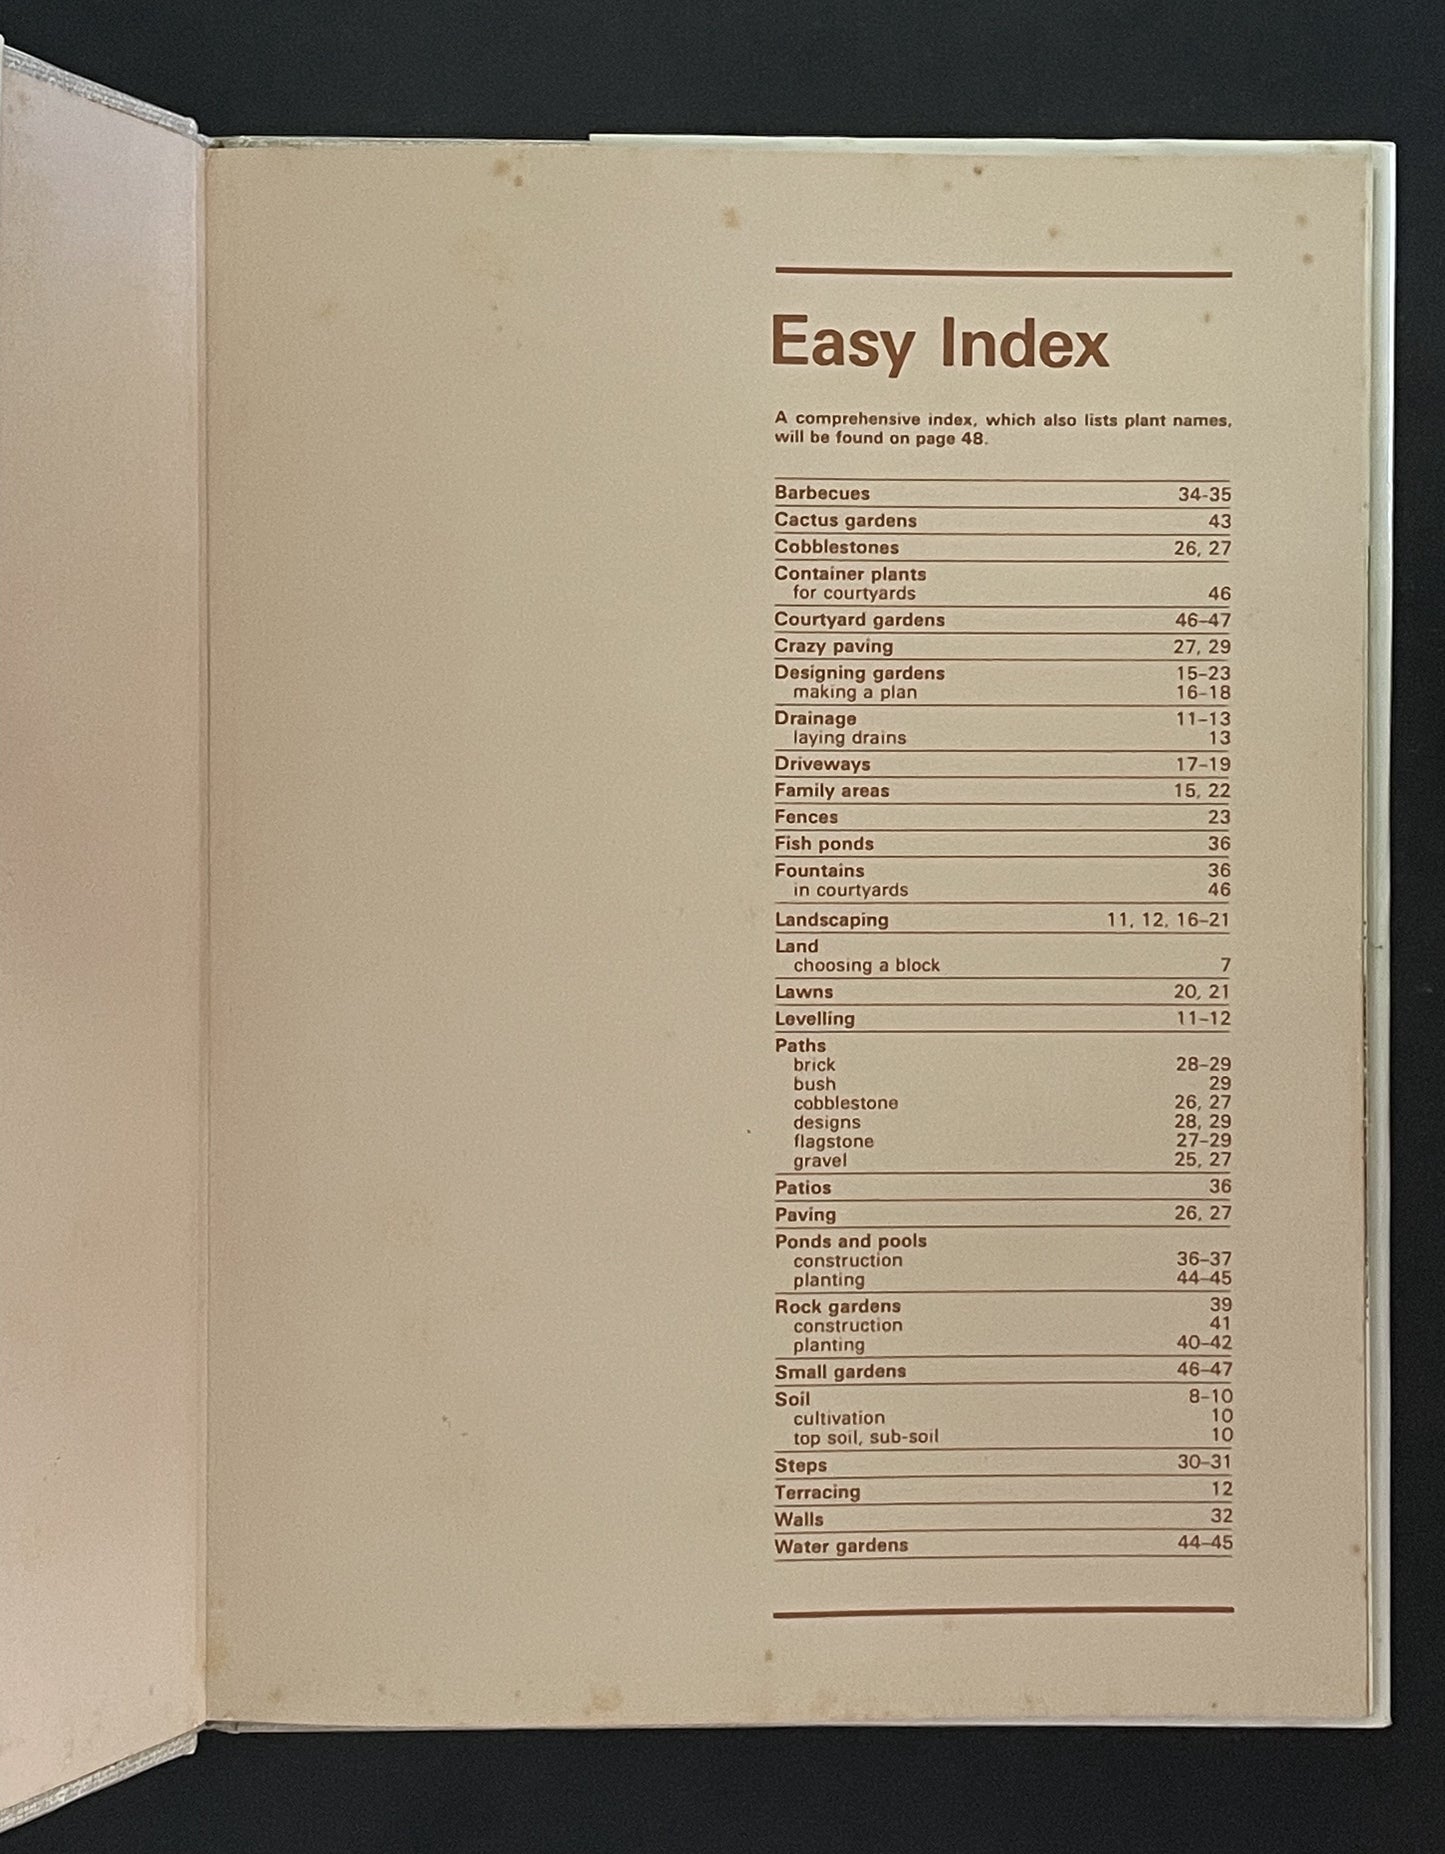 Easy Index
A comprehensive index, which also lists plant names,
will be found on page 48.
Barbecues 34-35
Cactus gardens 43
Cobblestones 26, 27
Container plants
for courtyards 46
Courtyard gardens 46–47
Crazy paving 27, 29
Designing gardens 15–23
making a plan 16–18
Drainage 11–13
laying drains 13
Driveways 17–19
Family areas 15, 22
Fences 23
Fish ponds 36
Fountains 36
in courtyards 46
Landscaping 11, 12, 16–21
Land
choosing a block 7
Lawns 20, 21
Levelling 11–12
Paths
brick 28–29
bush 29
cobblestone 26, 27
designs 28, 29
flagstone 27–29
gravel 25, 27
Patios 36
Paving 26, 27
Ponds and pools
construction 36–37
planting 44–45
Rock gardens 39
construction 41
planting 40–42
Small gardens 46–47
Soil 8–10
cultivation 10
top soil, sub-soil 10
Steps 30–31
Terracing 12
Walls 32
Water gardens 44–45